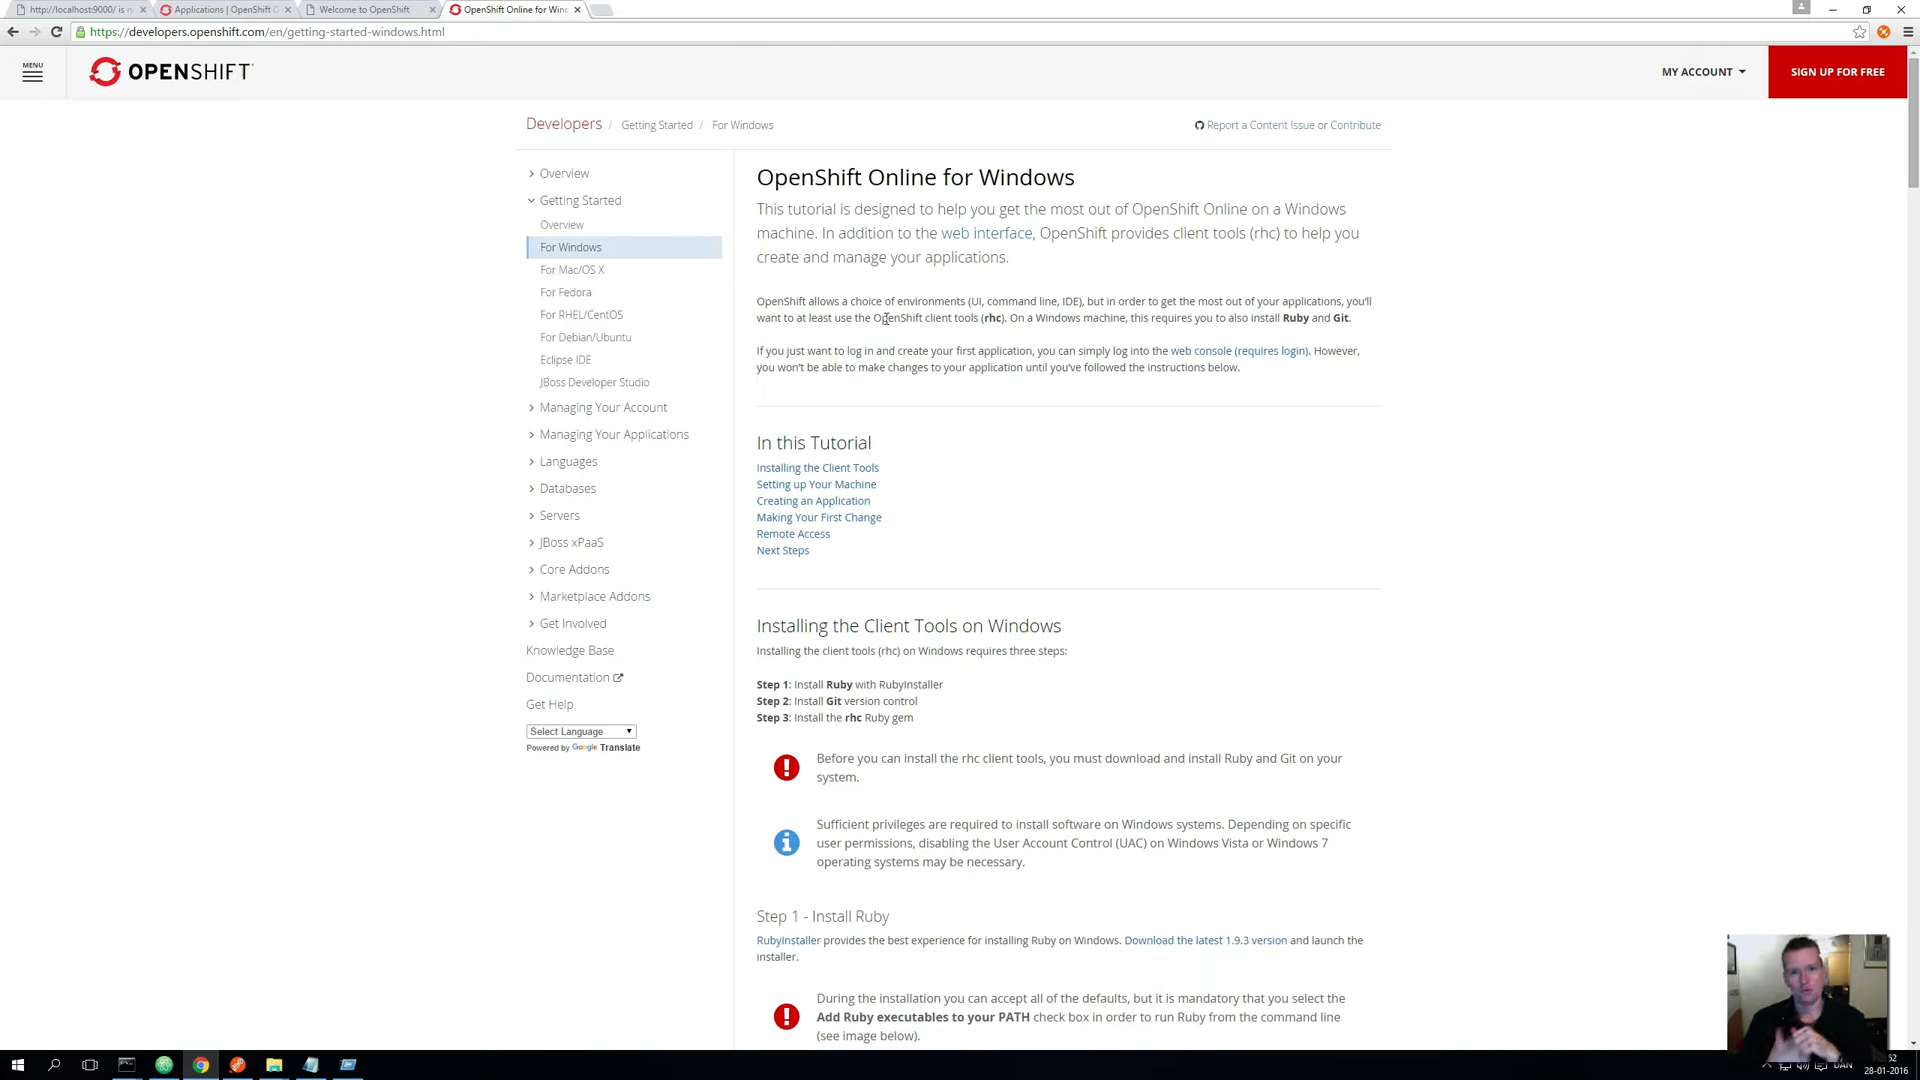 http://localhost:9000/ is n
Applications | OpenShift O
Welcome to OpenShift
OpenShift Online for Winc
https://developers.openshift.com/en/getting-started-windows.html
MENU
OPENSHIFT
MY ACCOUNT
SIGN UP FOR FREE
Developers / Getting Started / For Windows
Report a Content Issue or Contribute
Overview
Getting Started
Overview
For Windows
For Mac/OS X
For Fedora
For RHEL/CentOS
For Debian/Ubuntu
Eclipse IDE
JBoss Developer Studio
Managing Your Account
Managing Your Applications
Languages
Databases
Servers
JBoss xPaaS
Core Addons
Marketplace Addons
Get Involved
Knowledge Base
Documentation
Get Help
Select Language
Powered by Google Translate
OpenShift Online for Windows
This tutorial is designed to help you get the most out of OpenShift Online on a Windows
machine. In addition to the web interface, OpenShift provides client tools (rhc) to help you
create and manage your applications.
OpenShift allows a choice of environments (UI, command line, IDE), but in order to get the most out of your applications, you'll
want to at least use the OpenShift client tools (rhc). On a Windows machine, this requires you to also install Ruby and Git.
If you just want to log in and create your first application, you can simply log into the web console (requires login). However,
you won't be able to make changes to your application until you've followed the instructions below.
In this Tutorial
Installing the Client Tools
Setting up Your Machine
Creating an Application
Making Your First Change
Remote Access
Next Steps
Installing the Client Tools on Windows
Installing the client tools (rhc) on Windows requires three steps:
Step 1: Install Ruby with RubyInstaller
Step 2: Install Git version control
Step 3: Install the rhc Ruby gem
Before you can install the rhc client tools, you must download and install Ruby and Git on your
system.
Sufficient privileges are required to install software on Windows systems. Depending on specific
user permissions, disabling the User Account Control (UAC) on Windows Vista or Windows 7
operating systems may be necessary.
Step 1 - Install Ruby
RubyInstaller provides the best experience for installing Ruby on Windows. Download the latest 1.9.3 version and launch the
installer.
During the installation you can accept all of the defaults, but it is mandatory that you select the
Add Ruby executables to your PATH check box in order to run Ruby from the command line
(see image below).
DAN
52
28-01-2016